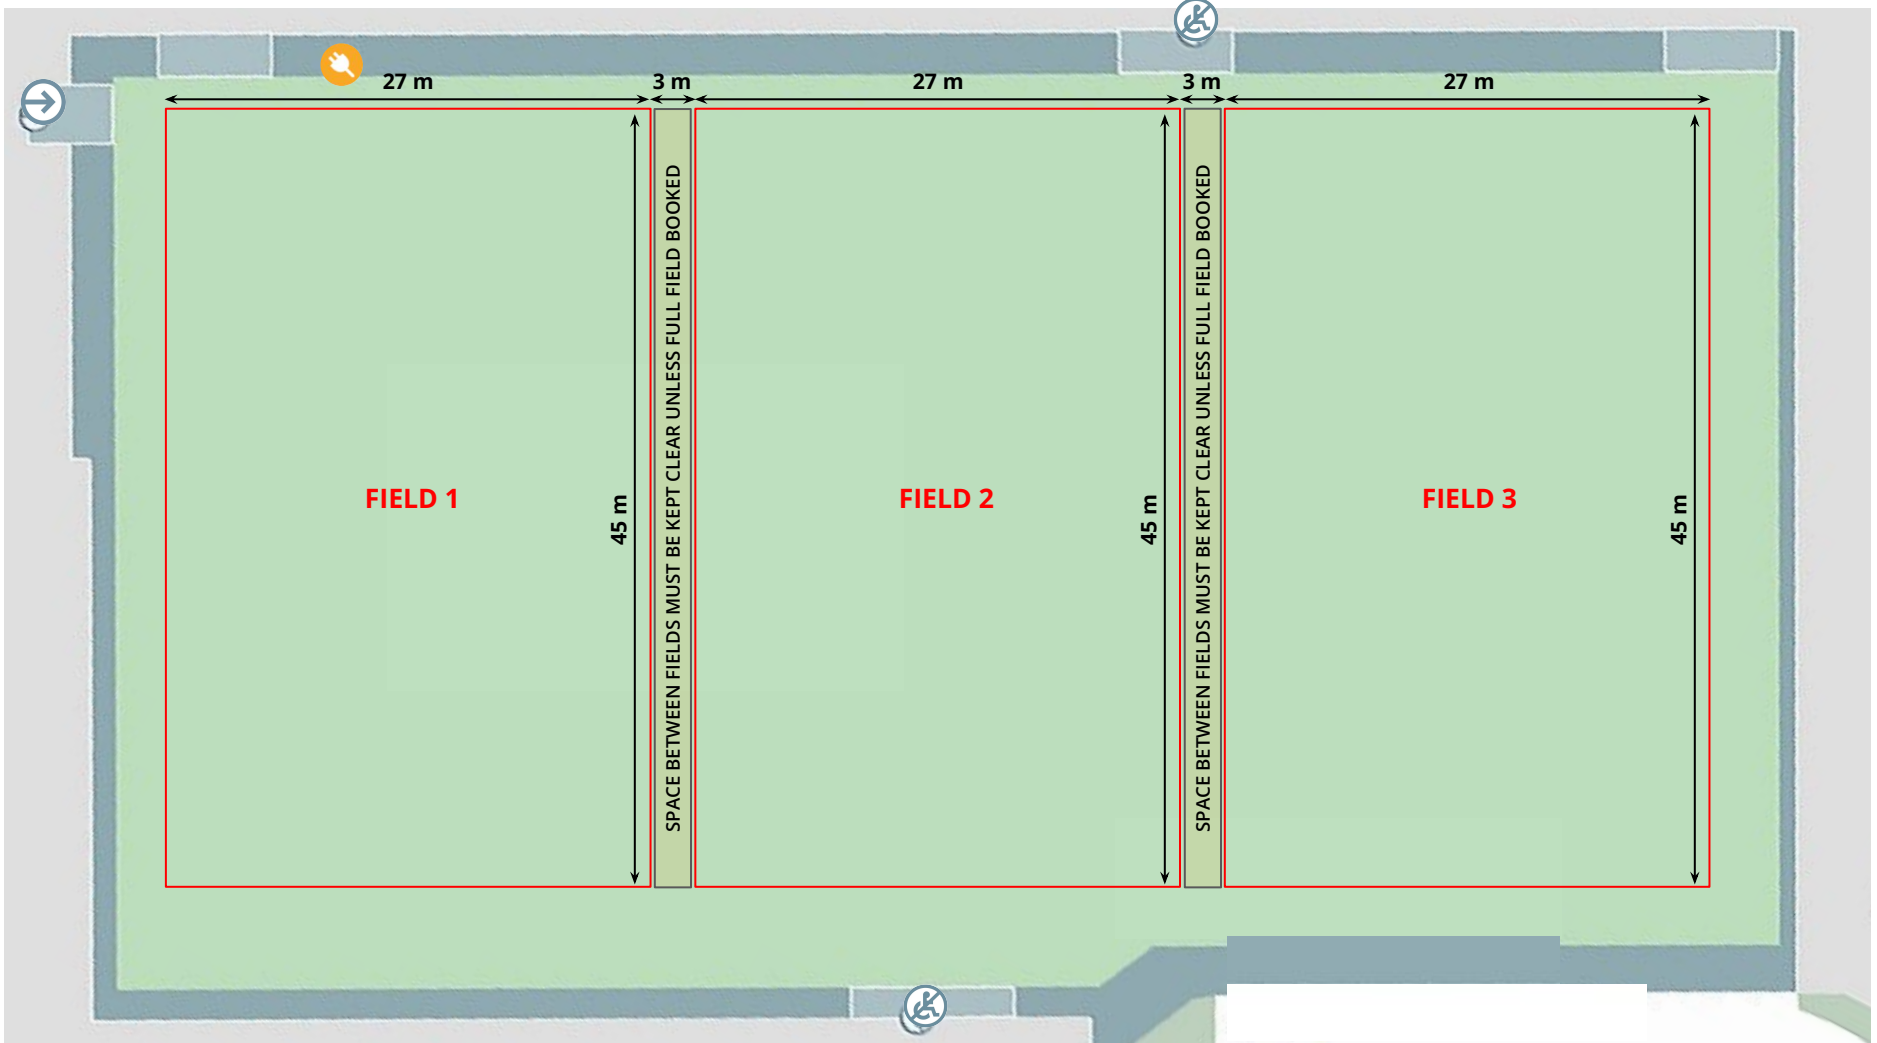 27 m
3 m
27 m
3 m
27 m
SPACE BETWEEN FIELDS MUST BE KEPT CLEAR UNLESS FULL FIELD BOOKED
SPACE BETWEEN FIELDS MUST BE KEPT CLEAR UNLESS FULL FIELD BOOKED
FIELD 1
45 m
FIELD 2
45 m
FIELD 3
45 m